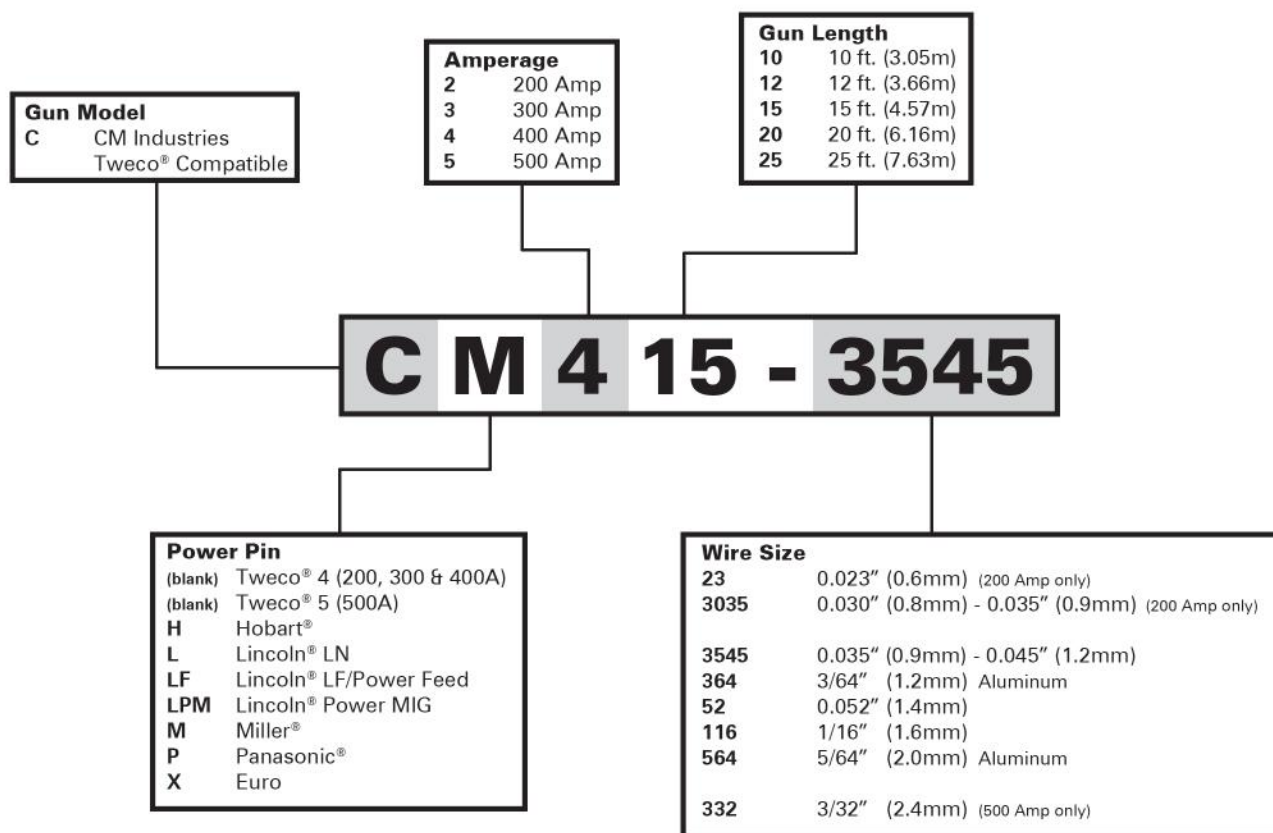 Gun Model
C CM Industries
Tweco® Compatible
Amperage
2 200 Amp
3 300 Amp
4 400 Amp
5 500 Amp
Gun Length
10 10 ft. (3.05m)
12 12 ft. (3.66m)
15 15 ft. (4.57m)
20 20 ft. (6.16m)
25 25 ft. (7.63m)
C M 4 15 - 3545
Power Pin
(blank) Tweco® 4 (200, 300 & 400A)
(blank) Tweco® 5 (500A)
H Hobart®
L Lincoln® LN
LF Lincoln® LF/Power Feed
LPM Lincoln® Power MIG
M Miller®
P Panasonic®
X Euro
Wire Size
23 0.023” (0.6mm) (200 Amp only)
3035 0.030” (0.8mm) - 0.035” (0.9mm) (200 Amp only)
3545 0.035” (0.9mm) - 0.045” (1.2mm)
364 3/64” (1.2mm) Aluminum
52 0.052” (1.4mm)
116 1/16” (1.6mm)
564 5/64” (2.0mm) Aluminum
332 3/32” (2.4mm) (500 Amp only)